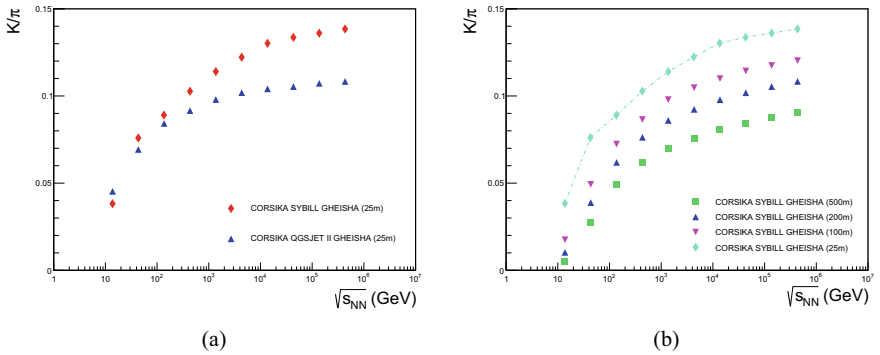 K/π
0.15
0.1
0.05
0
CORSIKA SYBILL GHEISHA (25m)
CORSIKA QGSJET II GHEISHA (25m)
1
10
10²
10³
10⁴
10⁵
10⁶
10⁷
√sNN (GeV)
(a)
K/π
0.15
0.1
0.05
0
CORSIKA SYBILL GHEISHA (500m)
CORSIKA SYBILL GHEISHA (200m)
CORSIKA SYBILL GHEISHA (100m)
CORSIKA SYBILL GHEISHA (25m)
1
10
10²
10³
10⁴
10⁵
10⁶
10⁷
√sNN (GeV)
(b)